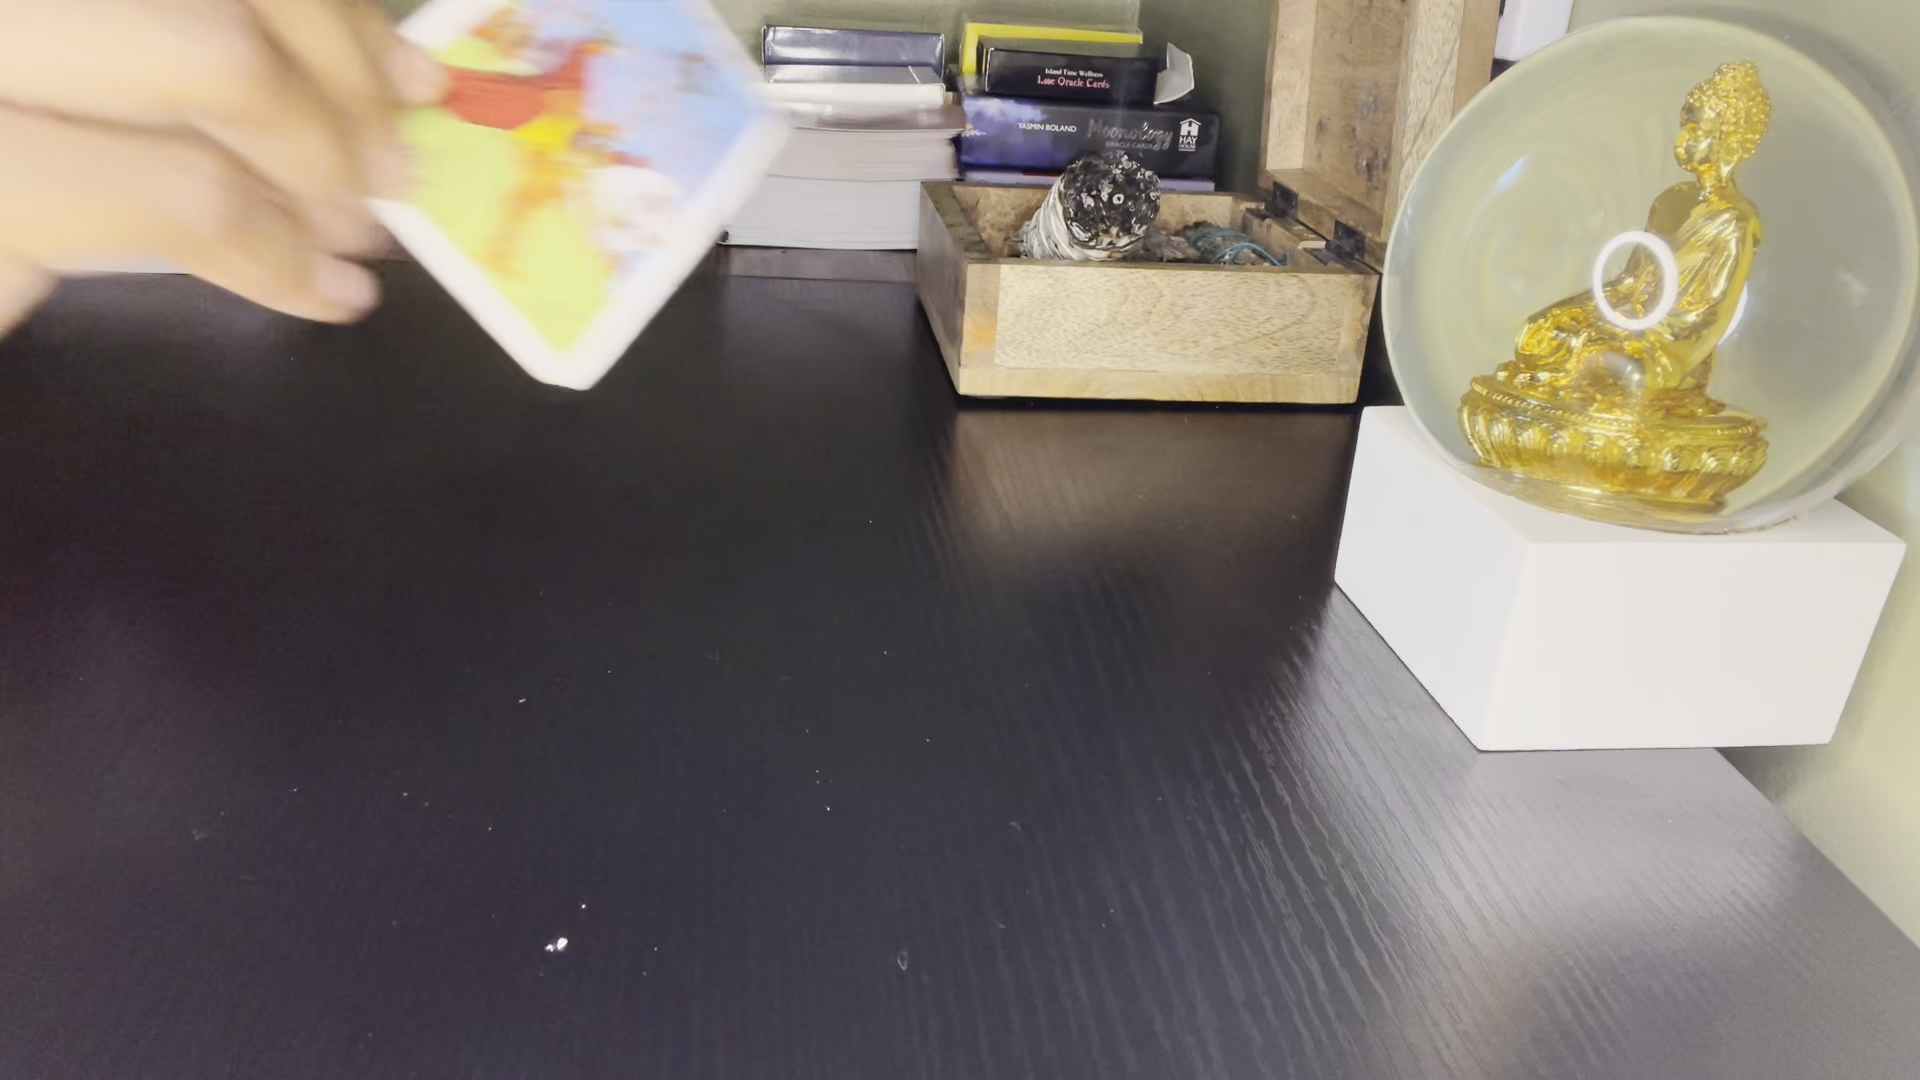 Island Time Wellness
Love Oracle Cards
YASMIN BOLAND
Moonology
ORACLE CARDS
HAY
HOUSE